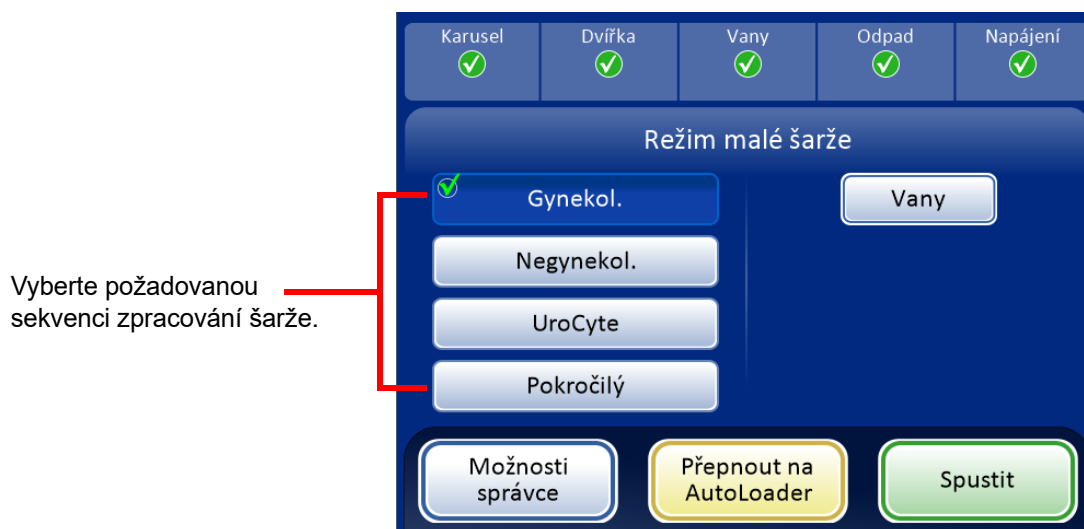 Karusel
Dvířka
Vany
Odpad
Napájení
Režim malé šarže
Gynekol.
Vany
Negynekol.
UroCyte
Pokročilý
Vyberte požadovanou
sekvenci zpracování šarže.
Možnosti
správce
Přepnout na
AutoLoader
Spustit